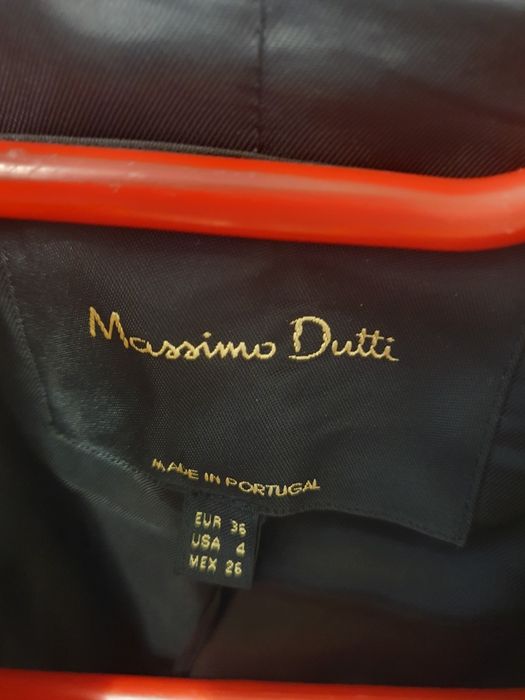 Massimo Dutti
MADE IN PORTUGAL
EUR 36
USA 4
MEX 26